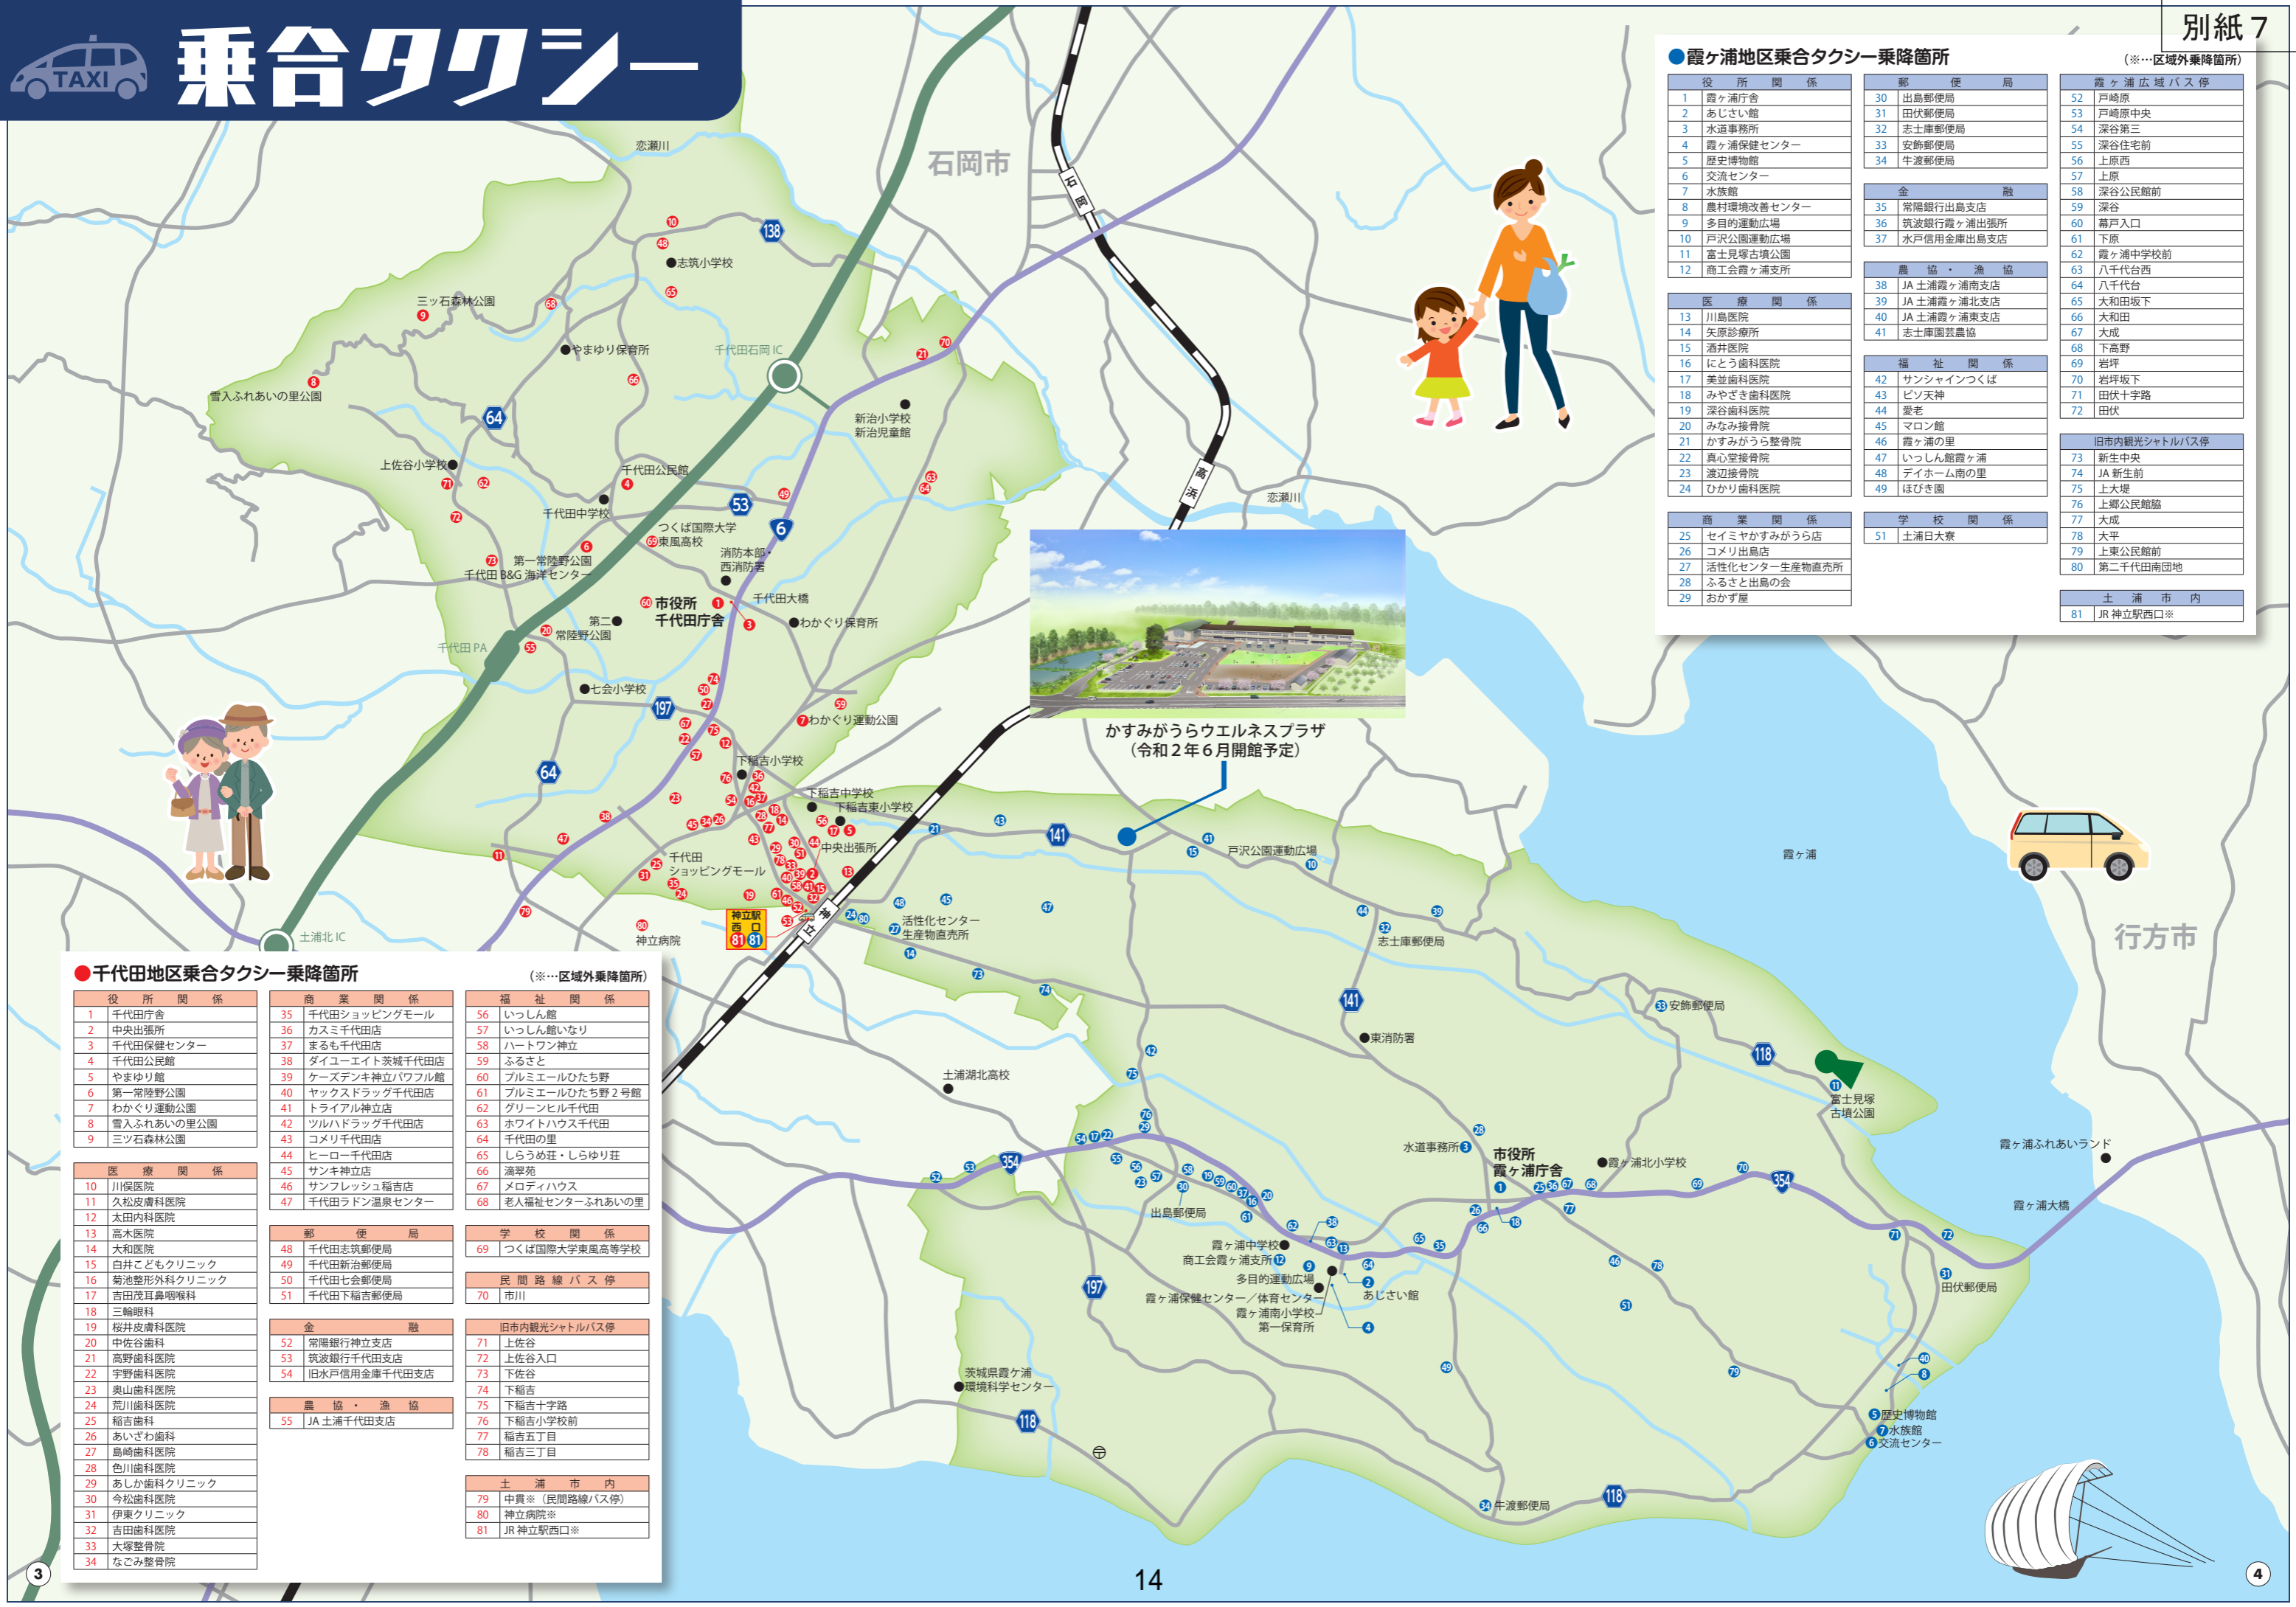 別紙７
TAXI
乗合タクシー
●霞ヶ浦地区乗合タクシー乗降箇所
（※…区域外乗降箇所）
役所関係
1 霞ヶ浦庁舎
2 あじさい館
3 水道事務所
4 霞ヶ浦保健センター
5 歴史博物館
6 交流センター
7 水族館
8 農村環境改善センター
9 多目的運動広場
10 戸沢公園運動広場
11 富士見塚古墳公園
12 商工会霞ヶ浦支所
医療関係
13 川島医院
14 矢原診療所
15 酒井医院
16 にとう歯科医院
17 美並歯科医院
18 みやざき歯科医院
19 深谷歯科医院
20 みなみ接骨院
21 かすみがうら整骨院
22 真心堂接骨院
23 渡辺接骨院
24 ひかり歯科医院
商業関係
25 セイミヤかすみがうら店
26 コメリ出島店
27 活性化センター生産物直売所
28 ふるさと出島の会
29 おかず屋
郵便局
30 出島郵便局
31 田伏郵便局
32 志士庫郵便局
33 安飾郵便局
34 牛渡郵便局
金融
35 常陽銀行出島支店
36 筑波銀行霞ヶ浦出張所
37 水戸信用金庫出島支店
農協・漁協
38 JA 土浦霞ヶ浦南支店
39 JA 土浦霞ヶ浦北支店
40 JA 土浦霞ヶ浦東支店
41 志士庫園芸農協
福祉関係
42 サンシャインつくば
43 ピソ天神
44 愛老
45 マロン館
46 霞ヶ浦の里
47 いっしん館霞ヶ浦
48 デイホーム南の里
49 ほびき園
学校関係
51 土浦日大寮
霞ヶ浦広域バス停
52 戸崎原
53 戸崎原中央
54 深谷第三
55 深谷住宅前
56 上原西
57 上原
58 深谷公民館前
59 深谷
60 幕戸入口
61 下原
62 霞ヶ浦中学校前
63 八千代台西
64 八千代台
65 大和田坂下
66 大和田
67 大成
68 下高野
69 岩坪
70 岩坪坂下
71 田伏十字路
72 田伏
旧市内観光シャトルバス停
73 新生中央
74 JA 新生前
75 上大堤
76 上郷公民館脇
77 大成
78 大平
79 上東公民館前
80 第二千代田南団地
土浦市内
81 JR 神立駅西口※
恋瀬川
石岡市
石岡
138
志筑小学校
三ッ石森林公園
やまゆり保育所
千代田石岡 IC
雪入ふれあいの里公園
64
新治小学校
新治児童館
上佐谷小学校
千代田公民館
千代田中学校
53
6
高浜
恋瀬川
つくば国際大学
東風高校
第一常陸野公園
千代田 B&G 海洋センター
消防本部・
西消防署
市役所
千代田庁舎
千代田大橋
わかぐり保育所
第二
常陸野公園
千代田 PA
七会小学校
197
わかぐり運動公園
64
下稲吉小学校
下稲吉中学校
下稲吉東小学校
中央出張所
千代田
ショッピングモール
神立駅
西口
81 81
神立
神立病院
土浦北 IC
かすみがうらウエルネスプラザ
（令和２年６月開館予定）
141
戸沢公園運動広場
霞ヶ浦
行方市
活性化センター
生産物直売所
志士庫郵便局
141
東消防署
安飾郵便局
118
富士見塚
古墳公園
土浦湖北高校
354
水道事務所
市役所
霞ヶ浦庁舎
霞ヶ浦北小学校
354
霞ヶ浦ふれあいランド
霞ヶ浦大橋
出島郵便局
霞ヶ浦中学校
商工会霞ヶ浦支所
多目的運動広場
霞ヶ浦保健センター／体育センター
霞ヶ浦南小学校
第一保育所
あじさい館
197
田伏郵便局
茨城県霞ケ浦
環境科学センター
118
歴史博物館
水族館
交流センター
牛渡郵便局
118
●千代田地区乗合タクシー乗降箇所
（※…区域外乗降箇所）
役所関係
1 千代田庁舎
2 中央出張所
3 千代田保健センター
4 千代田公民館
5 やまゆり館
6 第一常陸野公園
7 わかぐり運動公園
8 雪入ふれあいの里公園
9 三ツ石森林公園
医療関係
10 川俣医院
11 久松皮膚科医院
12 太田内科医院
13 高木医院
14 大和医院
15 白井こどもクリニック
16 菊池整形外科クリニック
17 吉田茂耳鼻咽喉科
18 三輪眼科
19 桜井皮膚科医院
20 中佐谷歯科
21 高野歯科医院
22 宇野歯科医院
23 奥山歯科医院
24 荒川歯科医院
25 稲吉歯科
26 あいざわ歯科
27 島崎歯科医院
28 色川歯科医院
29 あしか歯科クリニック
30 今松歯科医院
31 伊東クリニック
32 吉田歯科医院
33 大塚整骨院
34 なごみ整骨院
商業関係
35 千代田ショッピングモール
36 カスミ千代田店
37 まるも千代田店
38 ダイユーエイト茨城千代田店
39 ケーズデンキ神立パワフル館
40 ヤックスドラッグ千代田店
41 トライアル神立店
42 ツルハドラッグ千代田店
43 コメリ千代田店
44 ヒーロー千代田店
45 サンキ神立店
46 サンフレッシュ稲吉店
47 千代田ラドン温泉センター
郵便局
48 千代田志筑郵便局
49 千代田新治郵便局
50 千代田七会郵便局
51 千代田下稲吉郵便局
金融
52 常陽銀行神立支店
53 筑波銀行千代田支店
54 旧水戸信用金庫千代田支店
農協・漁協
55 JA 土浦千代田支店
福祉関係
56 いっしん館
57 いっしん館いなり
58 ハートワン神立
59 ふるさと
60 プルミエールひたち野
61 プルミエールひたち野２号館
62 グリーンヒル千代田
63 ホワイトハウス千代田
64 千代田の里
65 しらうめ荘・しらゆり荘
66 滴翠苑
67 メロディハウス
68 老人福祉センターふれあいの里
学校関係
69 つくば国際大学東風高等学校
民間路線バス停
70 市川
旧市内観光シャトルバス停
71 上佐谷
72 上佐谷入口
73 下佐谷
74 下稲吉
75 下稲吉十字路
76 下稲吉小学校前
77 稲吉五丁目
78 稲吉三丁目
土浦市内
79 中貫※（民間路線バス停）
80 神立病院※
81 JR 神立駅西口※
3
14
4